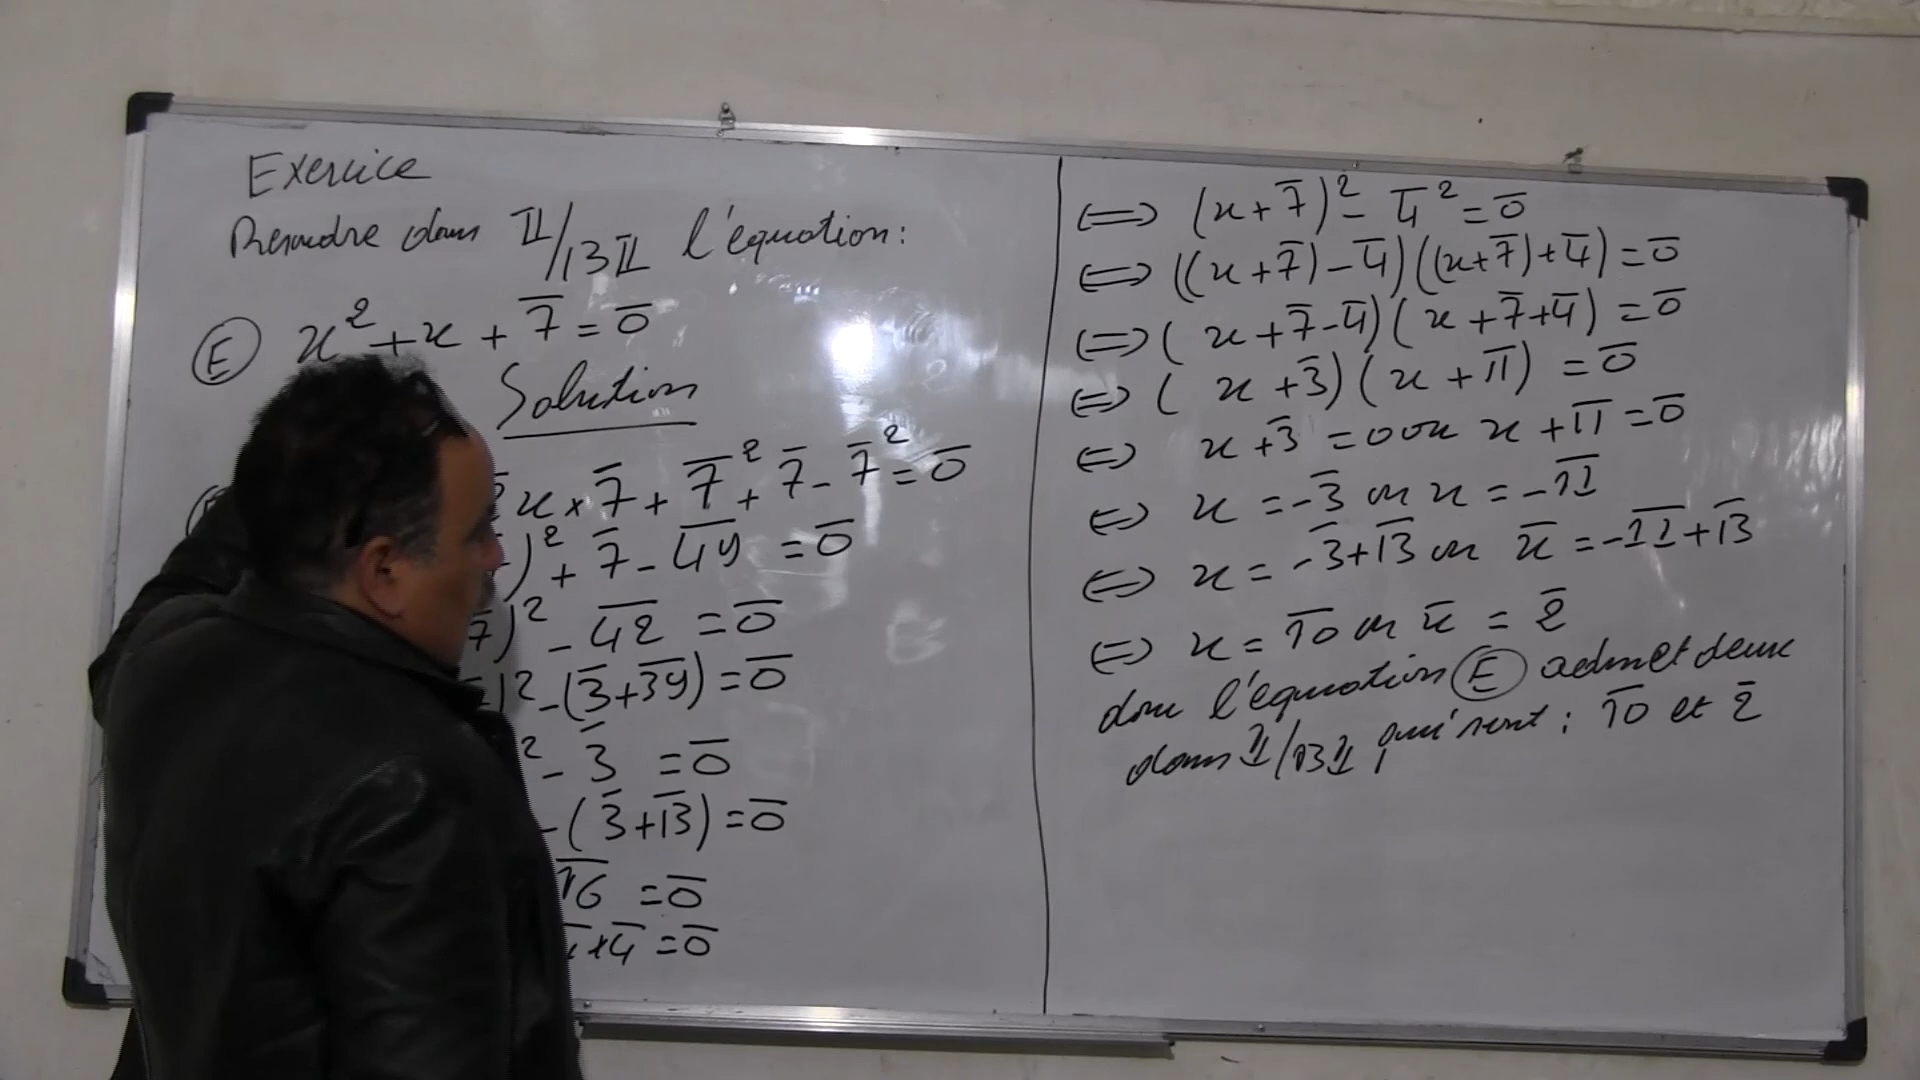 Exercice
Resoudre dans Z/13Z l'équation:
(E) x² + x + 7̄ = 0̄
Solution
x × 7̄ + 7̄² + 7̄ - 7̄² = 0̄
)² + 7̄ - 4̅9̅ = 0̄
7̄)² - 4̅2̅ = 0̄
)² - (3̄ + 3̅9̅) = 0̄
² - 3̄ = 0̄
- (3̄ + 1̅3̅) = 0̄
1̅6̅ = 0̄
× 4̄ = 0̄
⟺ (x + 7̄)² - 4̄² = 0̄
⟺ ((x + 7̄) - 4̄)((x + 7̄) + 4̄) = 0̄
⟺ (x + 7̄ - 4̄)(x + 7̄ + 4̄) = 0̄
⟺ (x + 3̄)(x + 1̅1̅) = 0̄
⟺ x + 3̄ = 0 ou x + 1̅1̅ = 0̄
⟺ x = -3̄ ou x = -1̅1̅
⟺ x = -3̄ + 1̅3̅ ou x̄ = -1̅1̅ + 1̅3̅
⟺ x = 1̅0̅ ou x̄ = 2̄
donc l'équation (E) admet deux
dans Z/13Z, qui sont : 1̅0̅ et 2̄